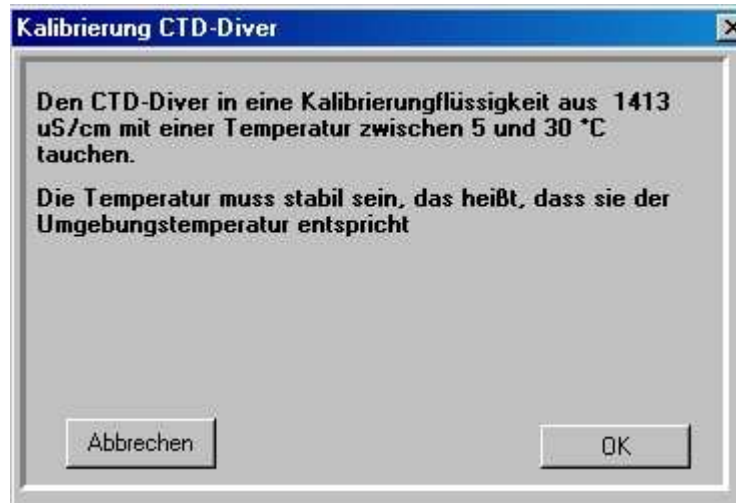 Kalibrierung CTD-Diver
Den CTD-Diver in eine Kalibrierungflüssigkeit aus 1413
uS/cm mit einer Temperatur zwischen 5 und 30 °C
tauchen.
Die Temperatur muss stabil sein, das heißt, dass sie der
Umgebungstemperatur entspricht
Abbrechen
OK